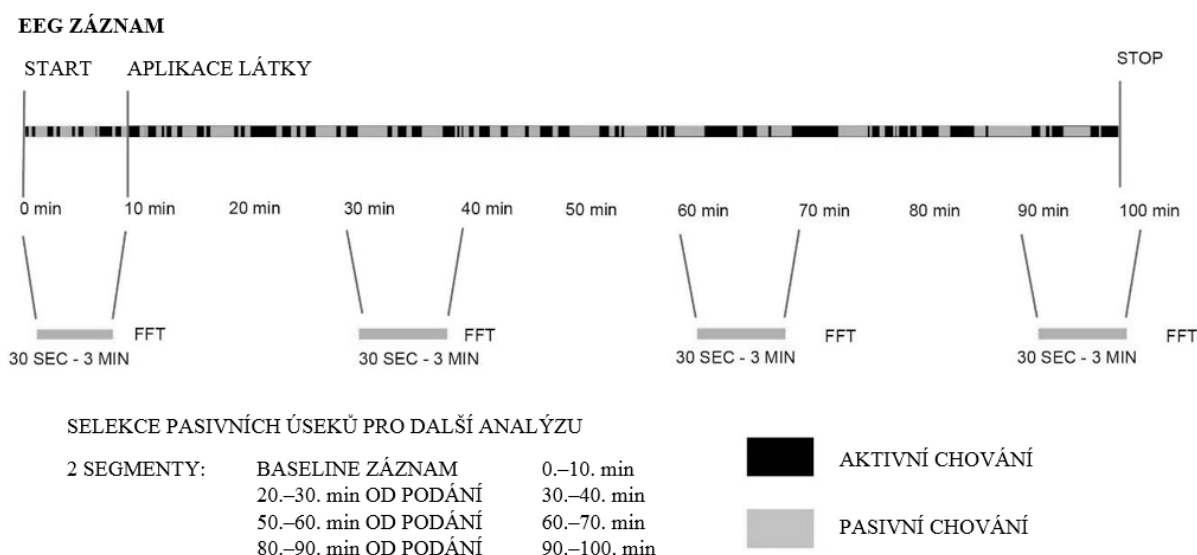 EEG ZÁZNAM
START APLIKACE LÁTKY STOP
0 min 10 min 20 min 30 min 40 min 50 min 60 min 70 min 80 min 90 min 100 min
FFT FFT FFT FFT
30 SEC - 3 MIN 30 SEC - 3 MIN 30 SEC - 3 MIN 30 SEC - 3 MIN
SELEKCE PASIVNÍCH ÚSEKŮ PRO DALŠÍ ANALÝZU
2 SEGMENTY: BASELINE ZÁZNAM 0.–10. min
20.–30. min OD PODÁNÍ 30.–40. min
50.–60. min OD PODÁNÍ 60.–70. min
80.–90. min OD PODÁNÍ 90.–100. min
AKTIVNÍ CHOVÁNÍ
PASIVNÍ CHOVÁNÍ